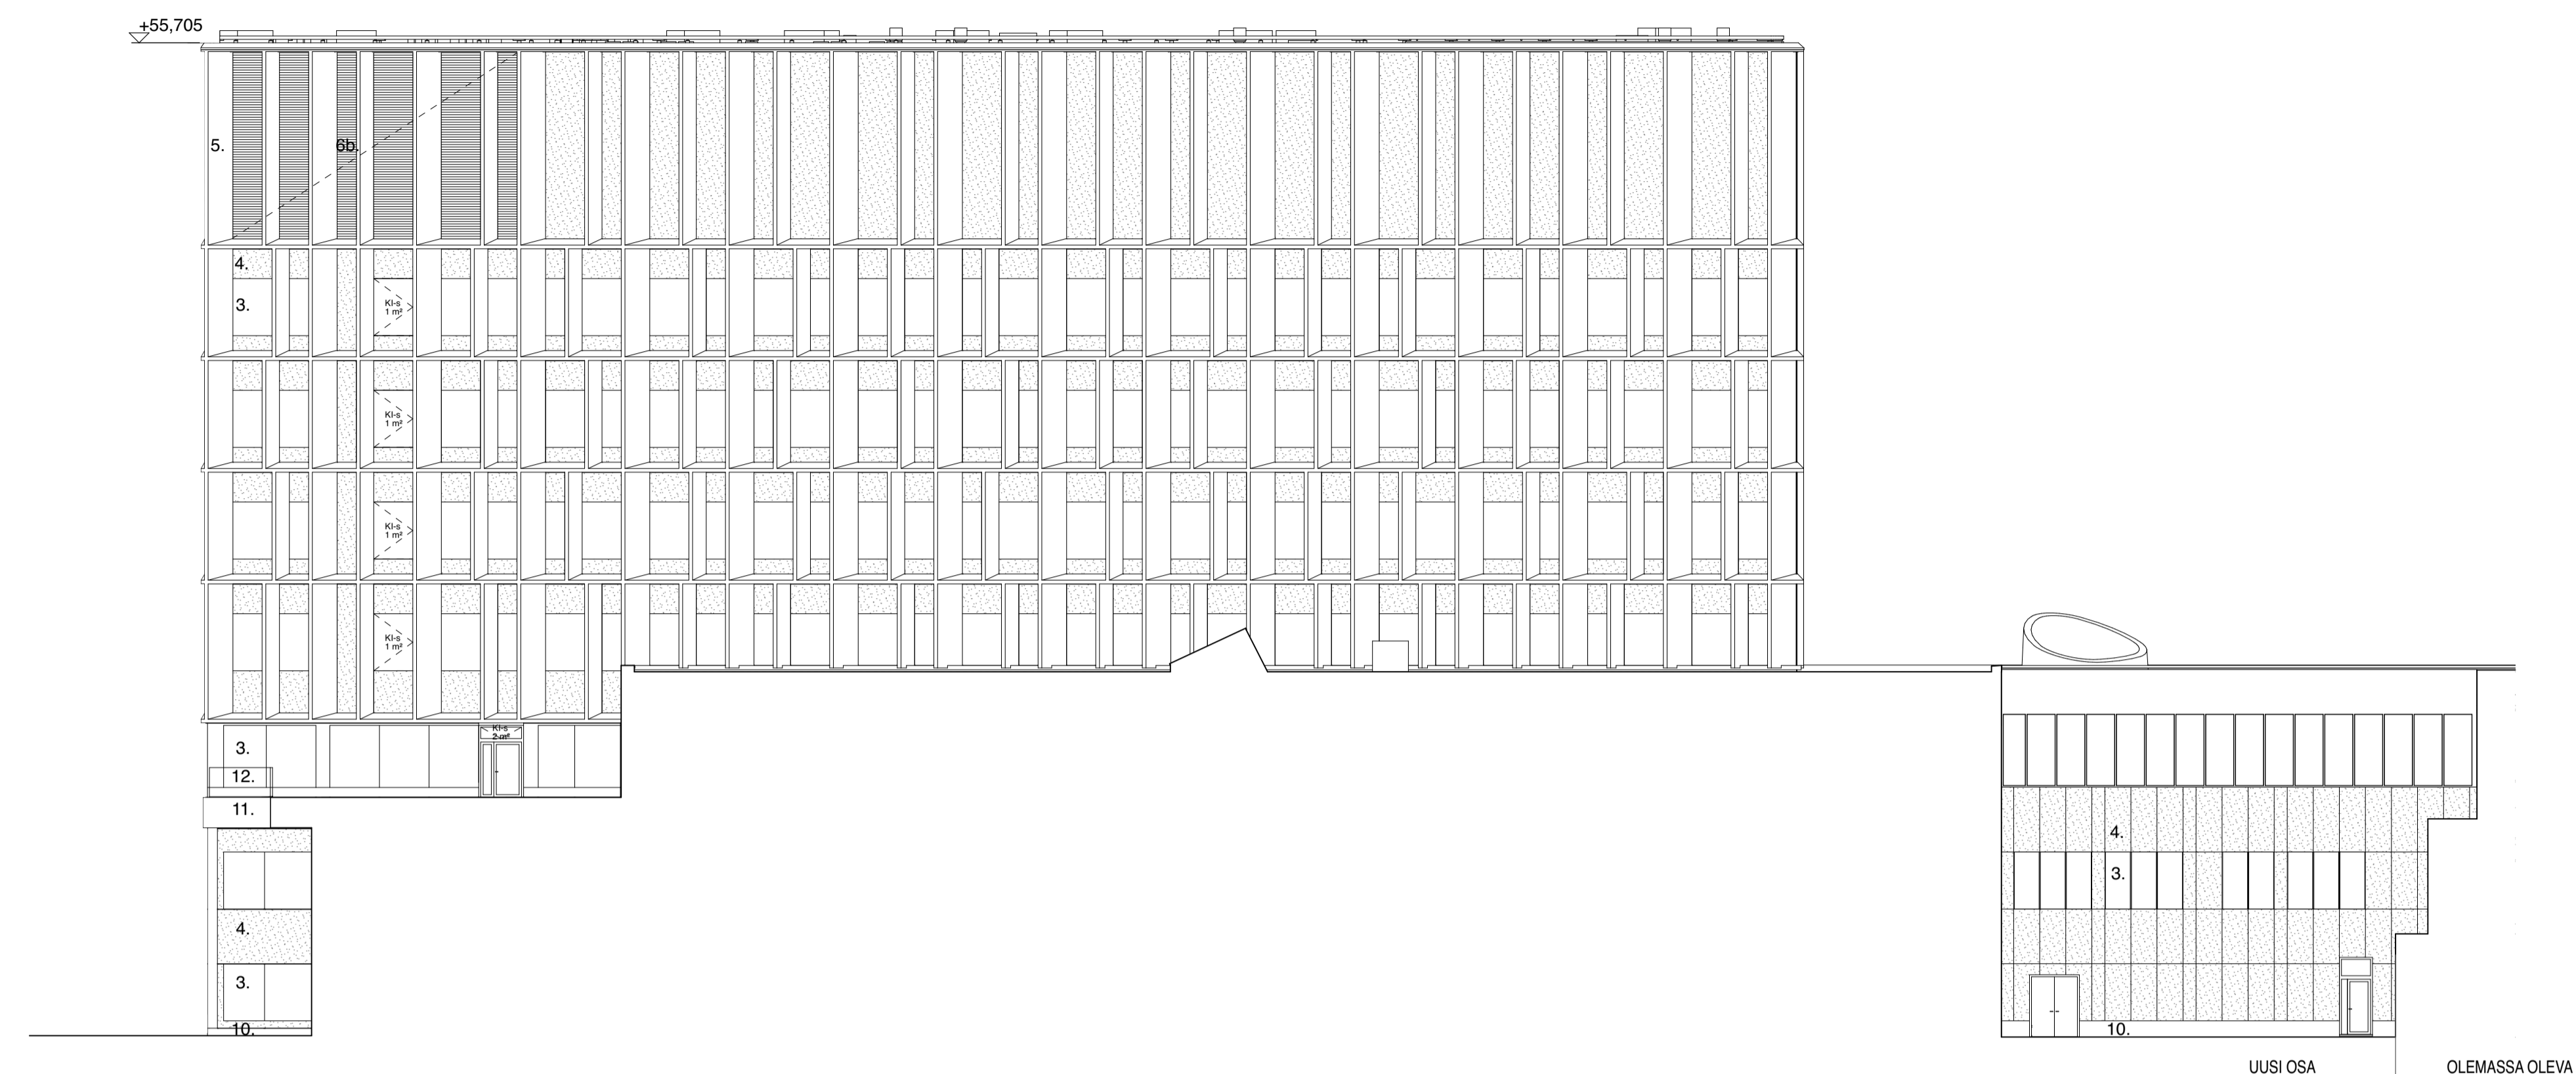 +55,705
5.
6b.
4.
3.
KI-s
1 m²
KI-s
1 m²
KI-s
1 m²
KI-s
1 m²
KI-s
2 m²
3.
12.
11.
4.
3.
10.
4.
3.
10.
UUSI OSA
OLEMASSA OLEVA